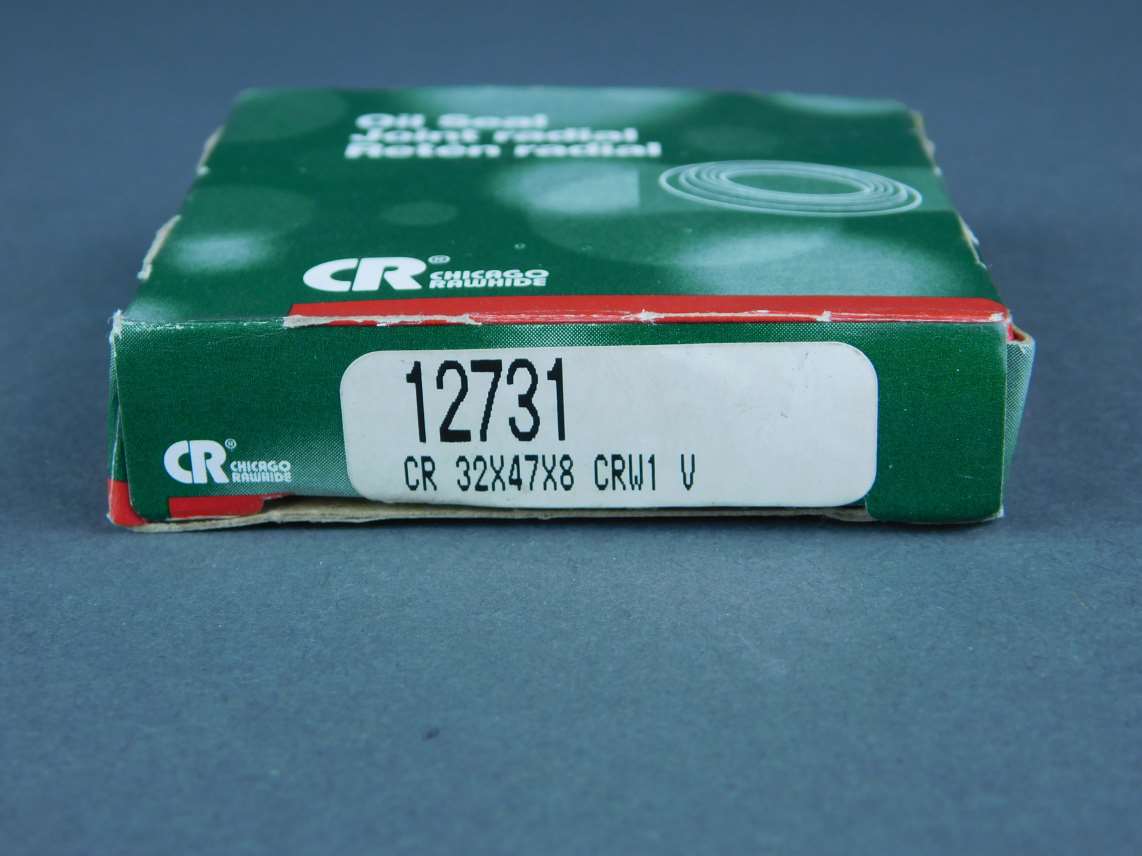 Oil Seal
Joint radial
Retén radial
CR® CHICAGO
RAWHIDE
12731
CR 32X47X8 CRW1 V
CR® CHICAGO
RAWHIDE